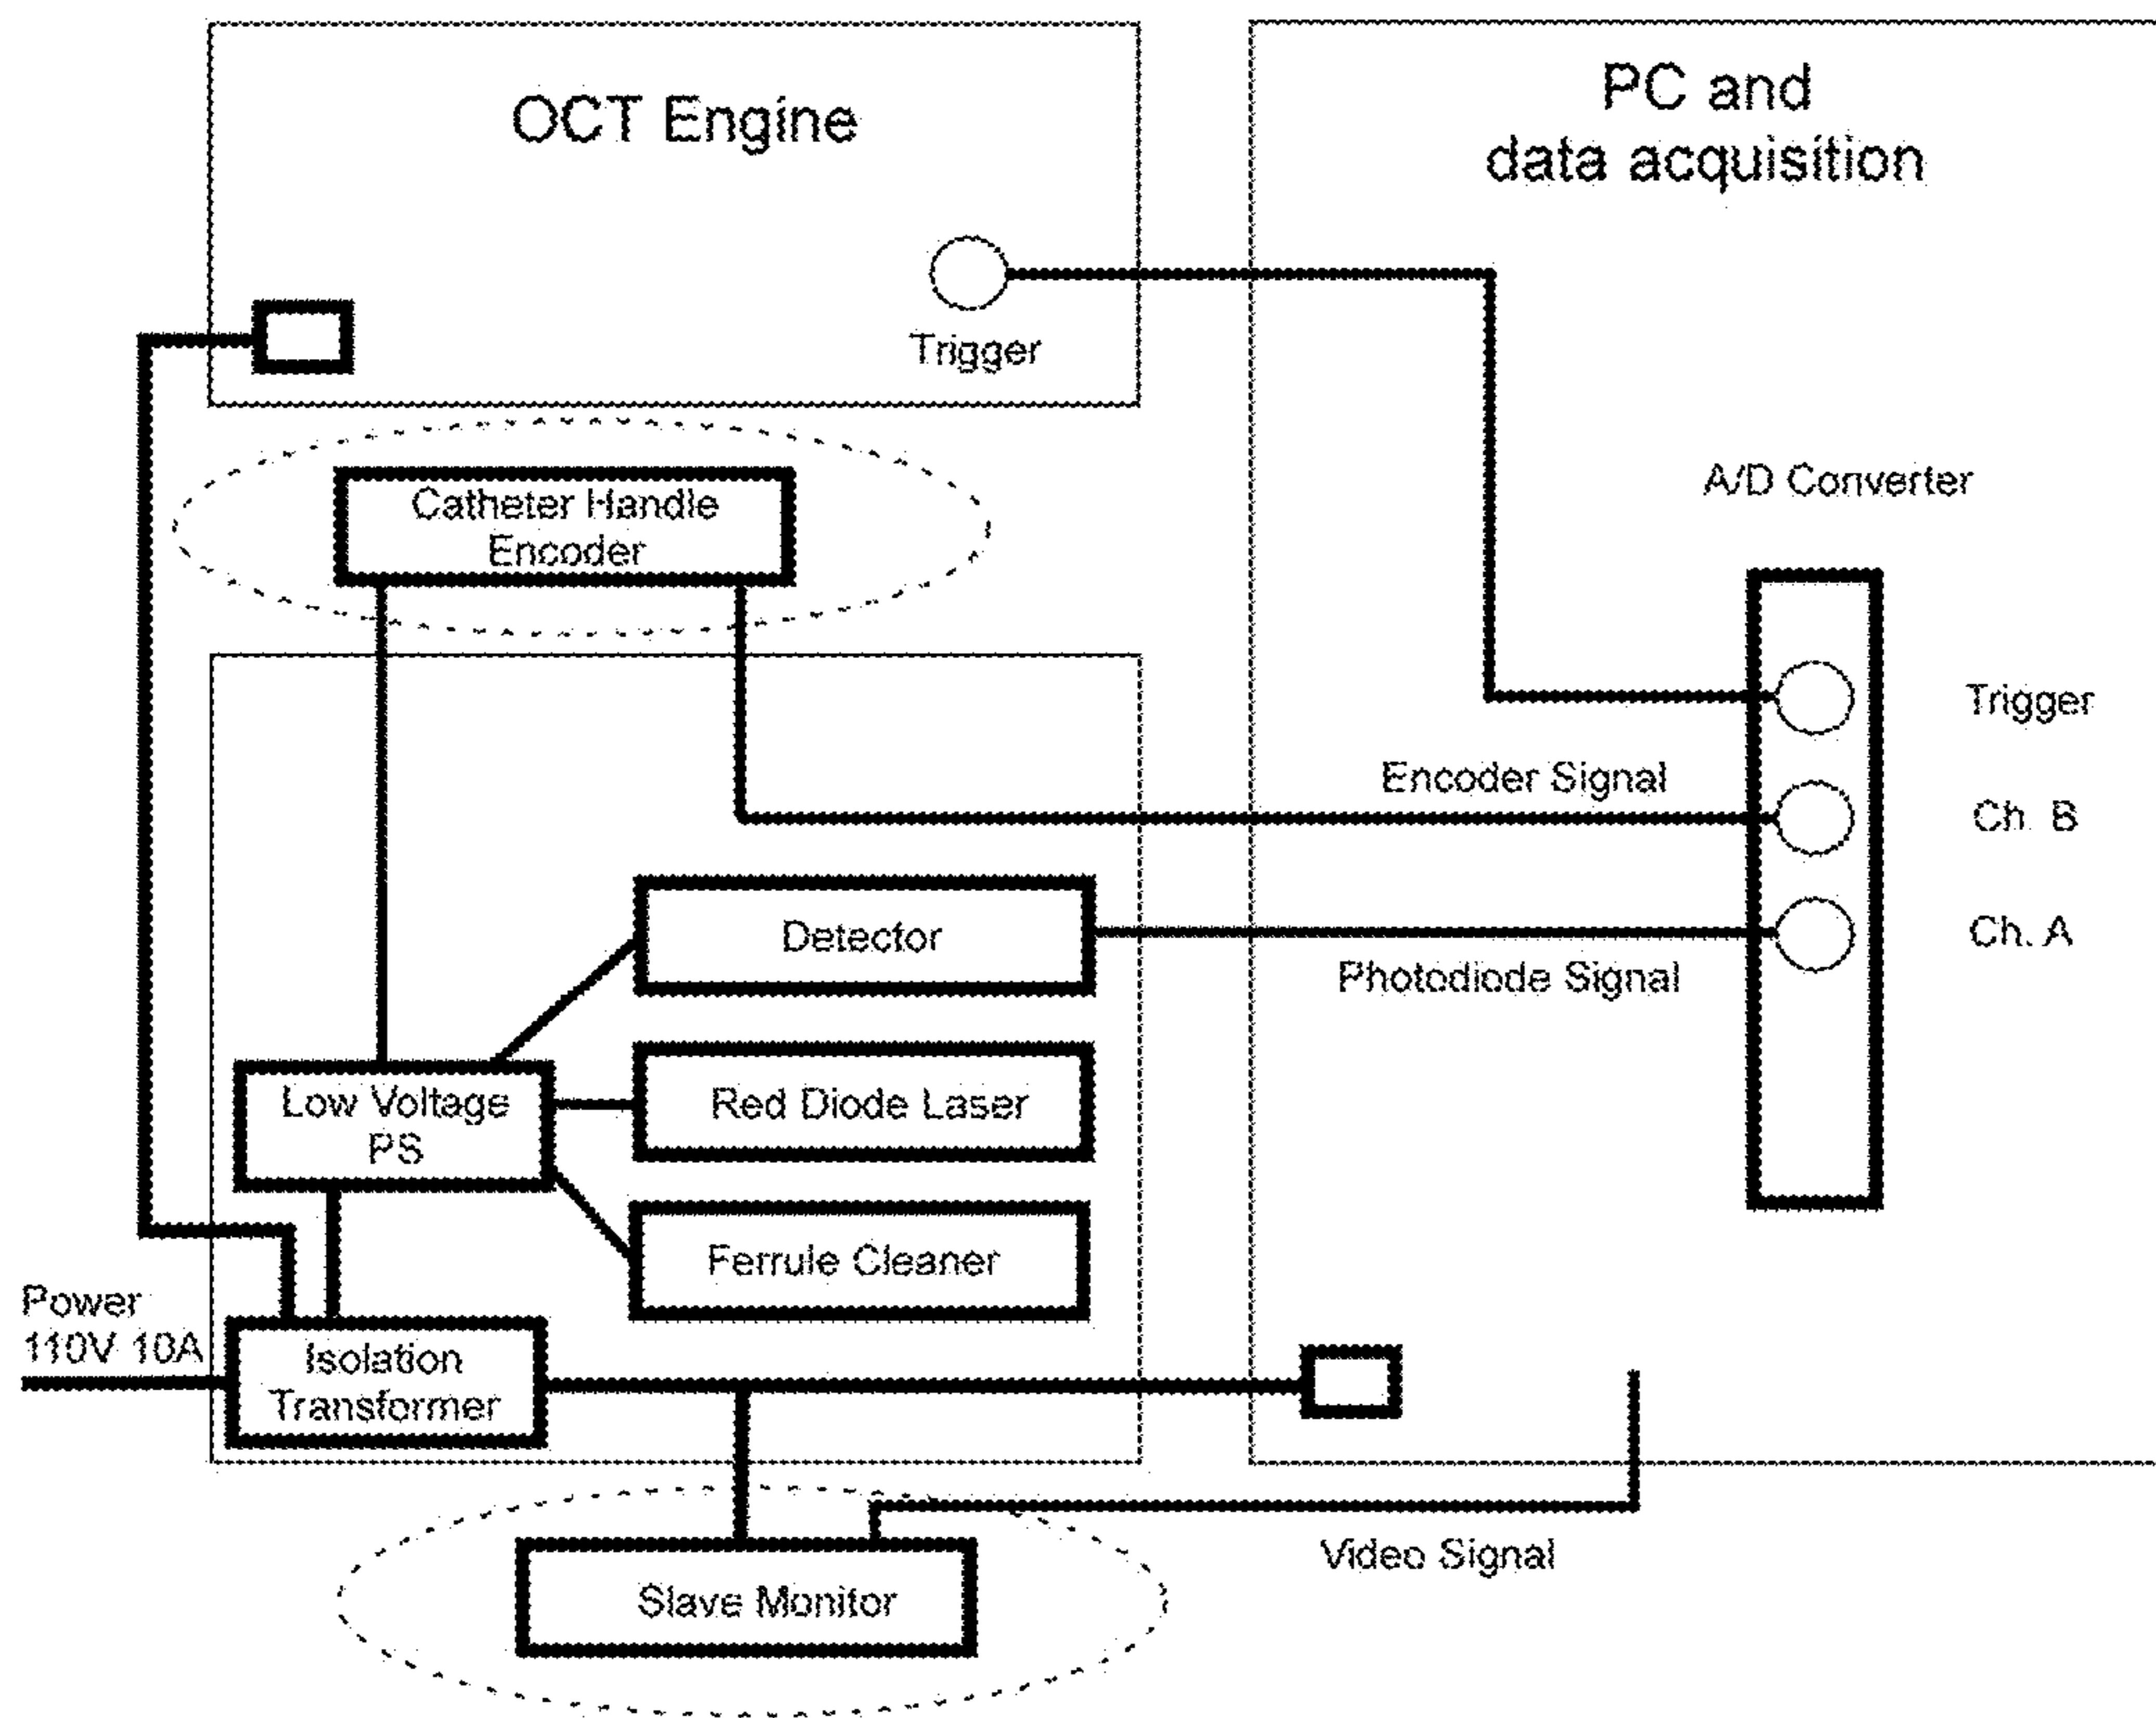 OCT Engine
PC and
data acquisition
Trigger
A/D Converter
Catheter Handle
Encoder
Trigger
Encoder Signal
Ch. B
Detector
Ch. A
Photodiode Signal
Low Voltage
PS
Red Diode Laser
Ferrule Cleaner
Power
110V 10A
Isolation
Transformer
Video Signal
Slave Monitor